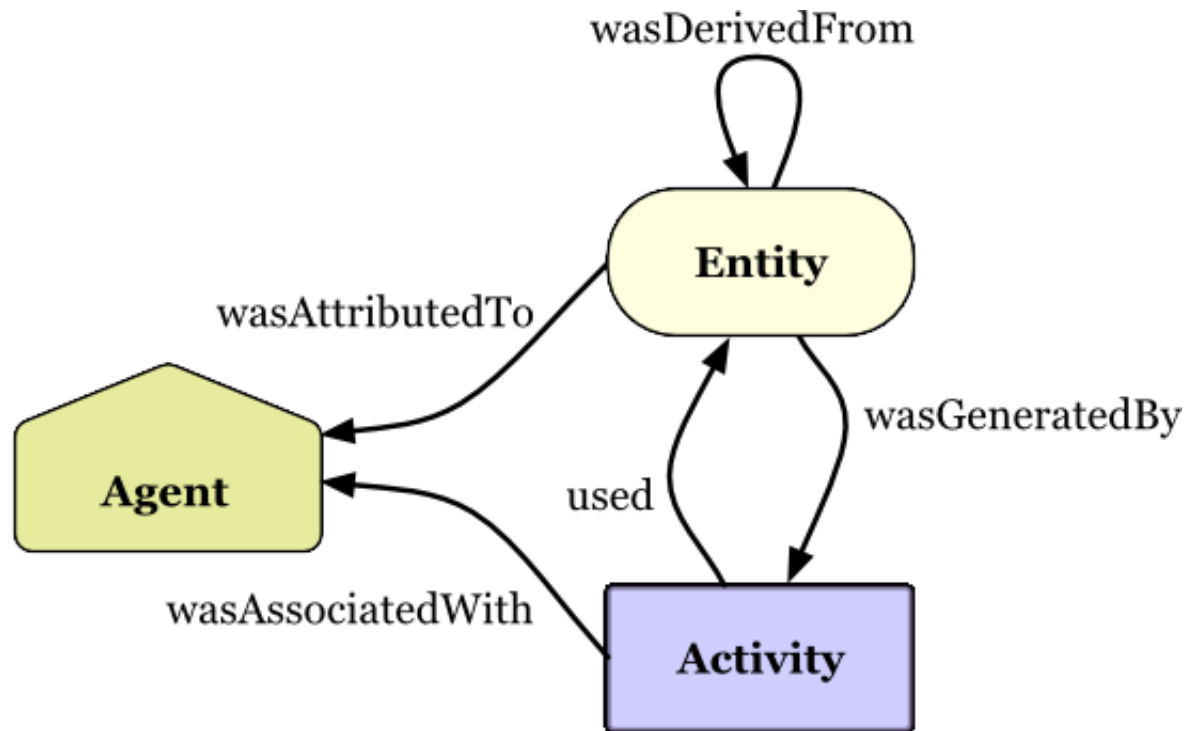 wasDerivedFrom
Entity
wasAttributedTo
wasGeneratedBy
Agent
used
wasAssociatedWith
Activity